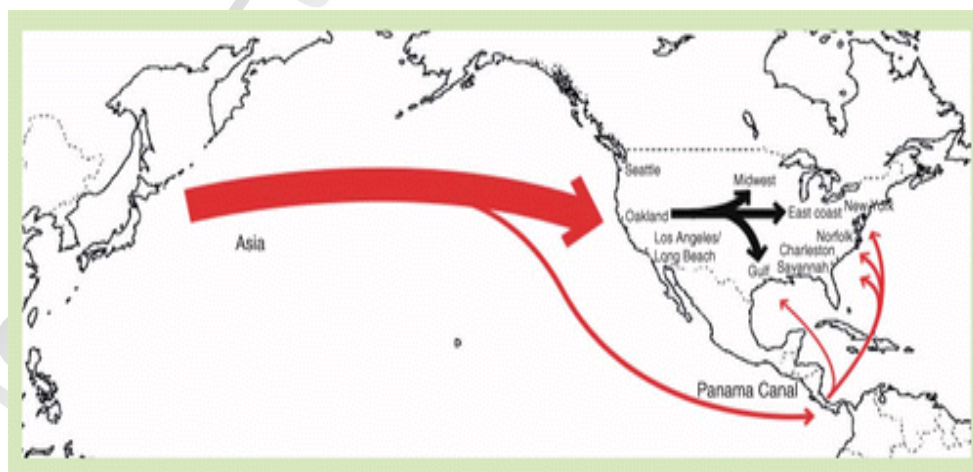 Seattle
Midwest
Oakland
East coast
New York
Asia
Los Angeles/
Long Beach
Norfolk
Charleston
Savannah
Gulf
Panama Canal